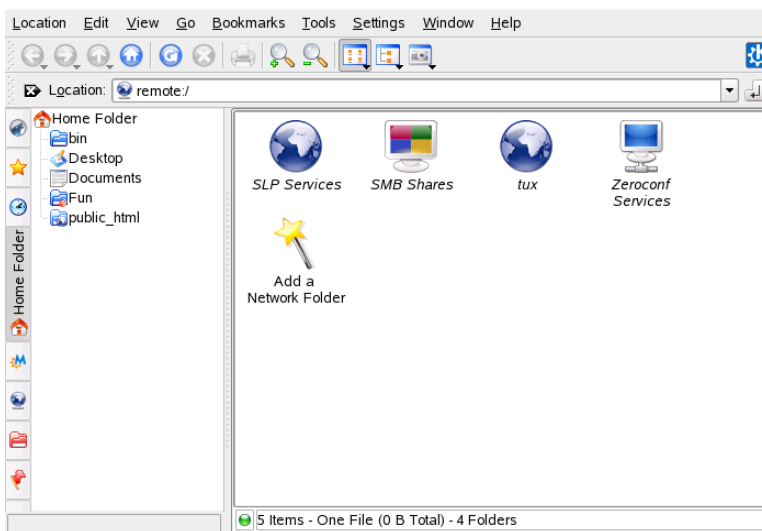 Location Edit View Go Bookmarks Tools Settings Window Help
Location: remote:/
Home Folder
Home Folder
bin
Desktop
Documents
Fun
public_html
SLP Services SMB Shares tux Zeroconf
Services
Add a
Network Folder
5 Items - One File (0 B Total) - 4 Folders